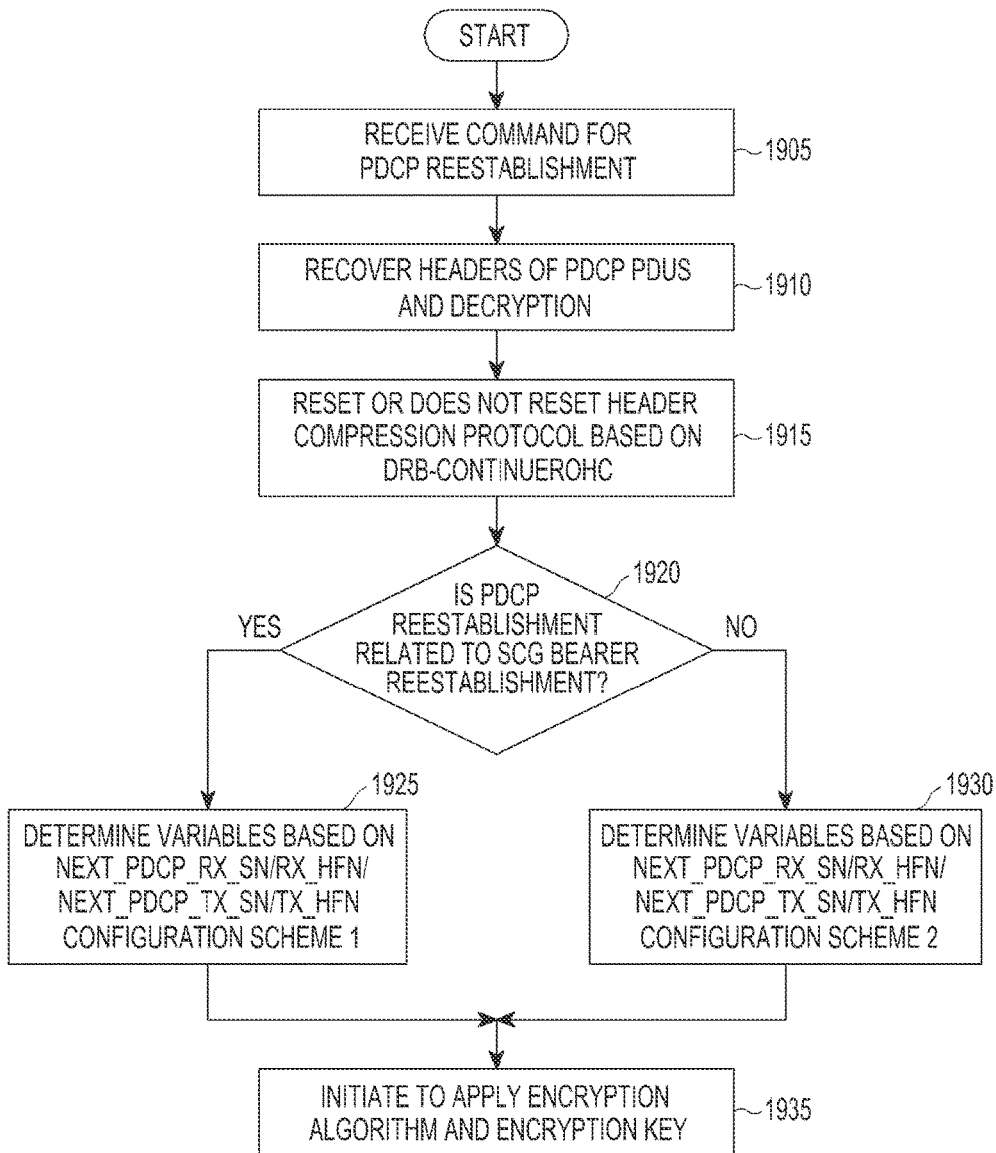 START
RECEIVE COMMAND FOR
PDCP REESTABLISHMENT
1905
RECOVER HEADERS OF PDCP PDUS
AND DECRYPTION
1910
RESET OR DOES NOT RESET HEADER
COMPRESSION PROTOCOL BASED ON
DRB-CONTINUEROHC
1915
1920
IS PDCP
REESTABLISHMENT
RELATED TO SCG BEARER
REESTABLISHMENT?
YES
NO
1925
DETERMINE VARIABLES BASED ON
NEXT_PDCP_RX_SN/RX_HFN/
NEXT_PDCP_TX_SN/TX_HFN
CONFIGURATION SCHEME 1
1930
DETERMINE VARIABLES BASED ON
NEXT_PDCP_RX_SN/RX_HFN/
NEXT_PDCP_TX_SN/TX_HFN
CONFIGURATION SCHEME 2
INITIATE TO APPLY ENCRYPTION
ALGORITHM AND ENCRYPTION KEY
1935